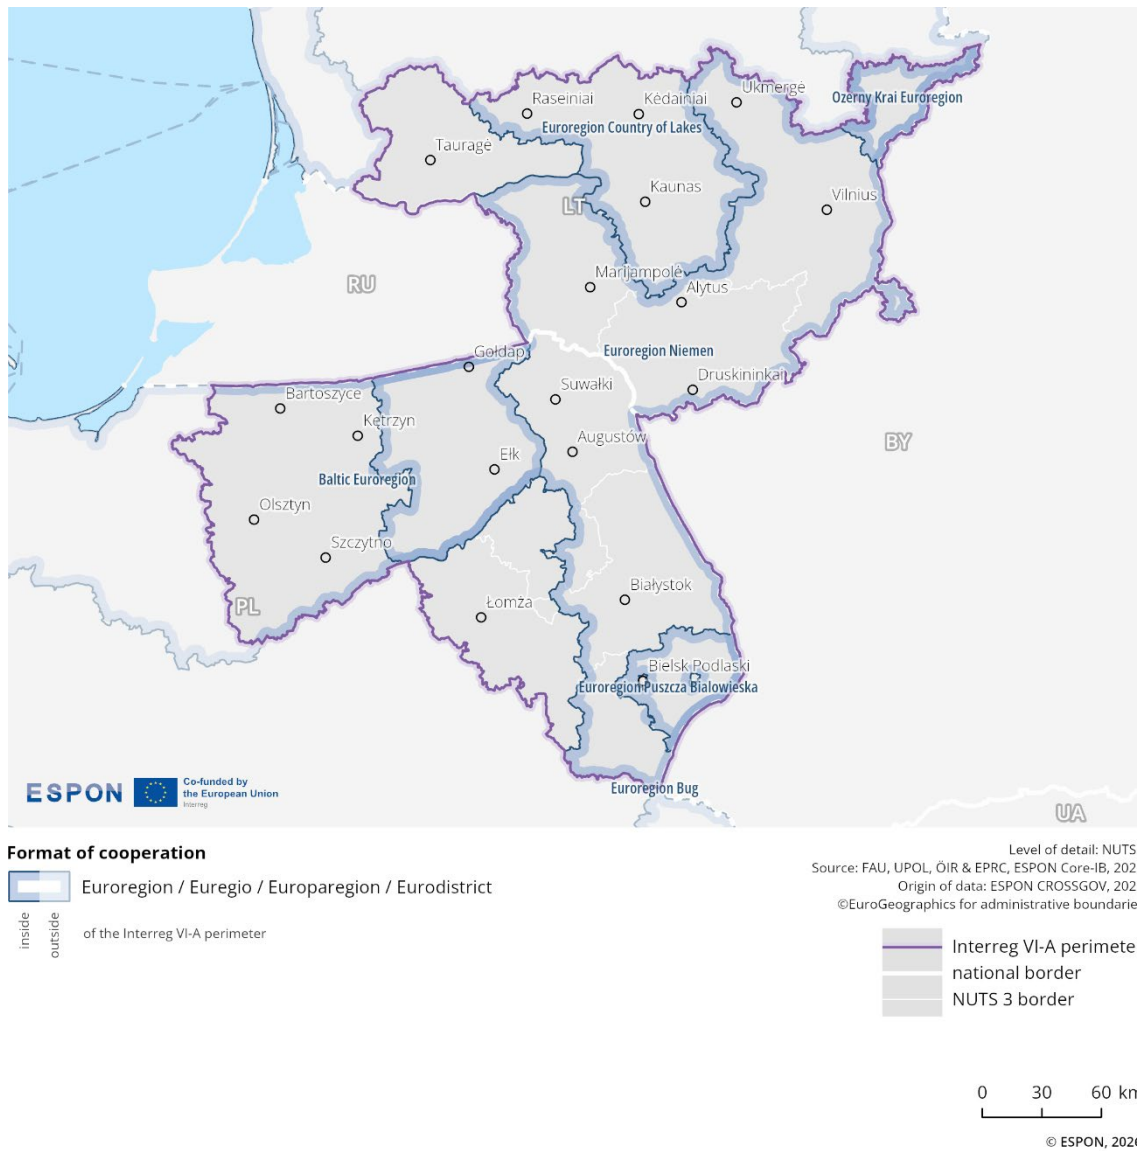 Ukmergė
Raseiniai
Kėdainiai
Ozerny Krai Euroregion
Euroregion Country of Lakes
Tauragė
Kaunas
Vilnius
LT
RU
Marijampolė
Alytus
Gołdap
Euroregion Niemen
Suwałki
Druskininkai
Bartoszyce
Kętrzyn
Augustów
BY
Ełk
Baltic Euroregion
Olsztyn
Szczytno
Białystok
PL
Łomża
Bielsk Podlaski
Euroregion Puszcza Bialowieska
Euroregion Bug
ESPON
Co-funded by
the European Union
Interreg
UA
Format of cooperation
Euroregion / Euregio / Europaregion / Eurodistrict
inside
outside
of the Interreg VI-A perimeter
Level of detail: NUTS
Source: FAU, UPOL, ÖIR & EPRC, ESPON Core-IB, 202
Origin of data: ESPON CROSSGOV, 202
©EuroGeographics for administrative boundarie
Interreg VI-A perimete
national border
NUTS 3 border
0 30 60 km
© ESPON, 2026